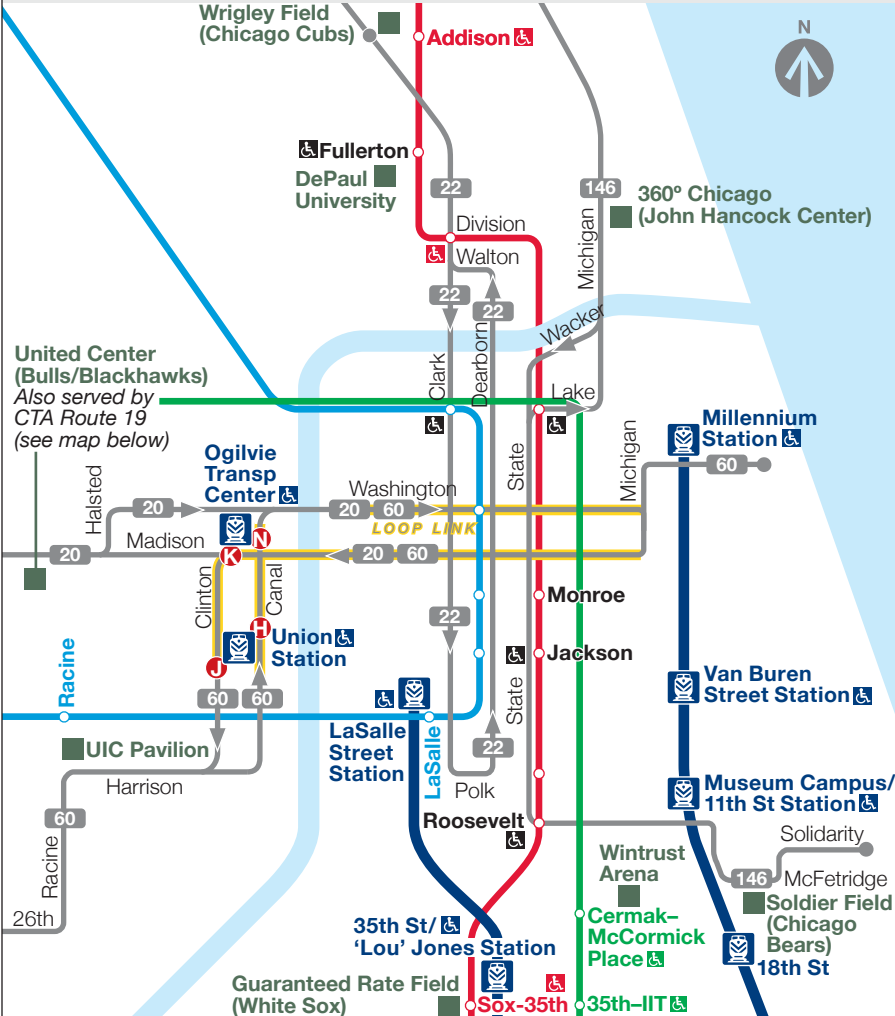 Wrigley Field
(Chicago Cubs)
Addison
N
Fullerton
DePaul
University
22
146
360º Chicago
(John Hancock Center)
Michigan
Division
Walton
22
22
Wacker
Clark
Dearborn
United Center
(Bulls/Blackhawks)
Also served by
CTA Route 19
(see map below)
Lake
State
Michigan
Millennium
Station
60
Ogilvie
Transp
Center
Halsted
20
Washington
20
60
LOOP LINK
Madison
N
K
20
20
60
Clinton
Canal
Monroe
22
H
Union
Station
Jackson
J
Racine
60
60
State
Van Buren
Street Station
LaSalle
Street
Station
LaSalle
22
UIC Pavilion
Harrison
Polk
Museum Campus/
11th St Station
60
Racine
Roosevelt
Solidarity
146
McFetridge
Wintrust
Arena
Soldier Field
(Chicago
Bears)
26th
35th St/
‘Lou’ Jones Station
Cermak–
McCormick
Place
18th St
Guaranteed Rate Field
(White Sox)
Sox-35th
35th–IIT